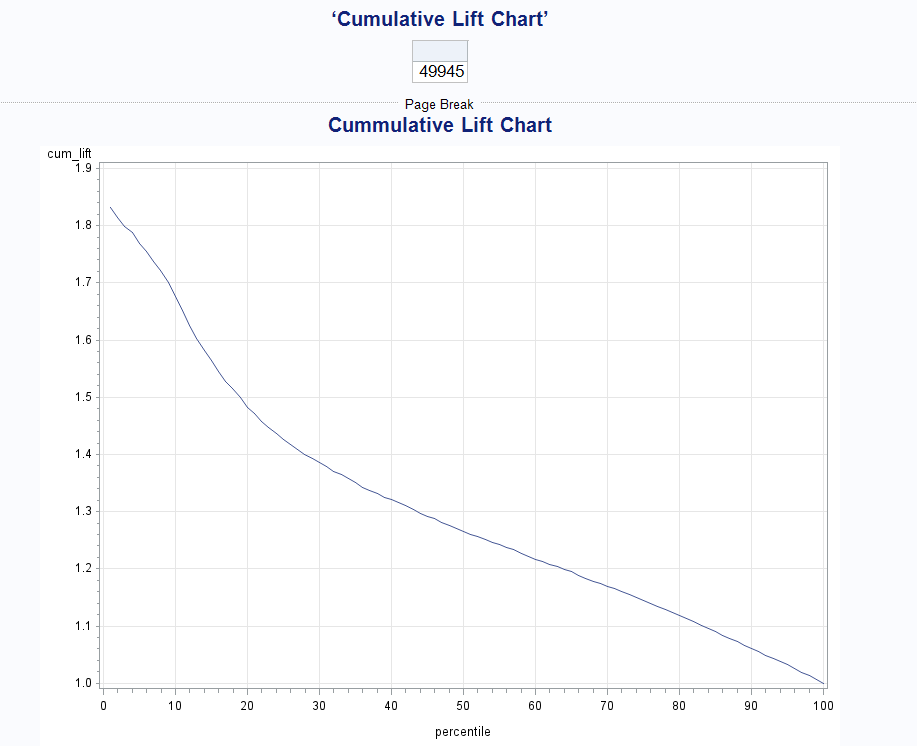 ‘Cumulative Lift Chart’
49945
Page Break
Cummulative Lift Chart
cum_lift
1.9
1.8
1.7
1.6
1.5
1.4
1.3
1.2
1.1
1.0
0 10 20 30 40 50 60 70 80 90 100
percentile